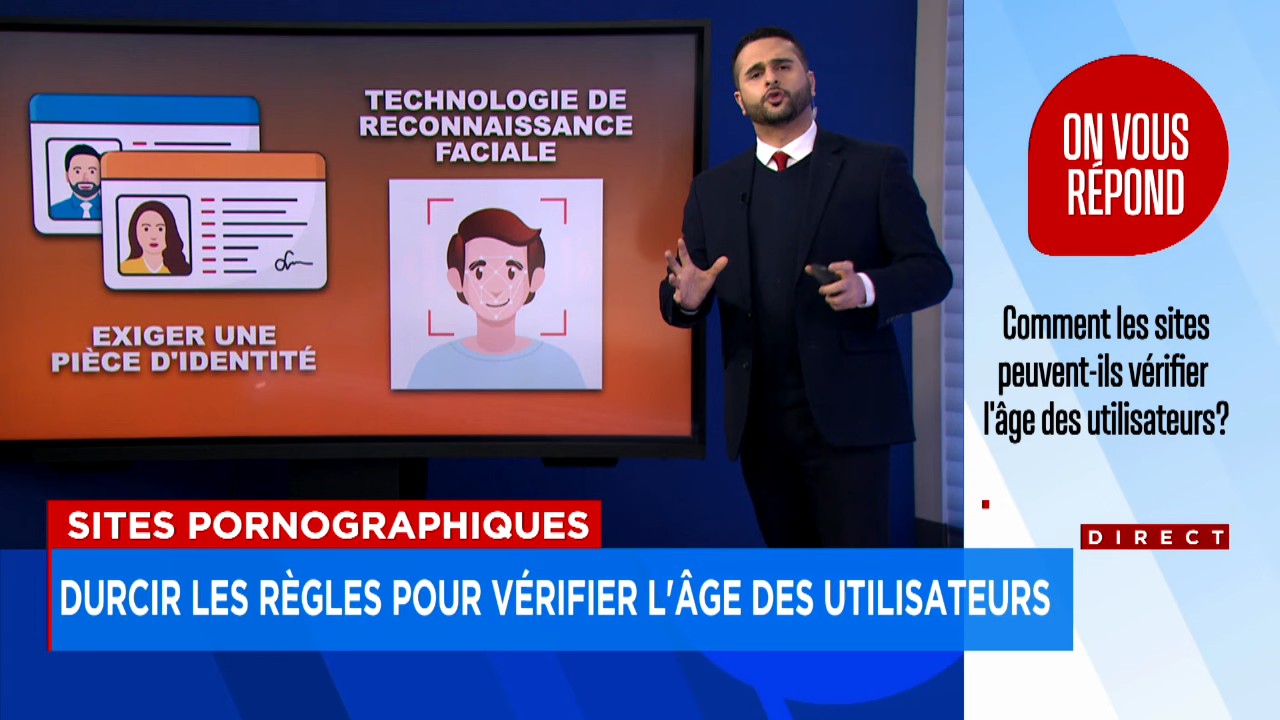 TECHNOLOGIE DE
RECONNAISSANCE
FACIALE
EXIGER UNE
PIÈCE D'IDENTITÉ
ON VOUS
RÉPOND
Comment les sites
peuvent-ils vérifier
l'âge des utilisateurs?
DIRECT
SITES PORNOGRAPHIQUES
DURCIR LES RÈGLES POUR VÉRIFIER L'ÂGE DES UTILISATEURS